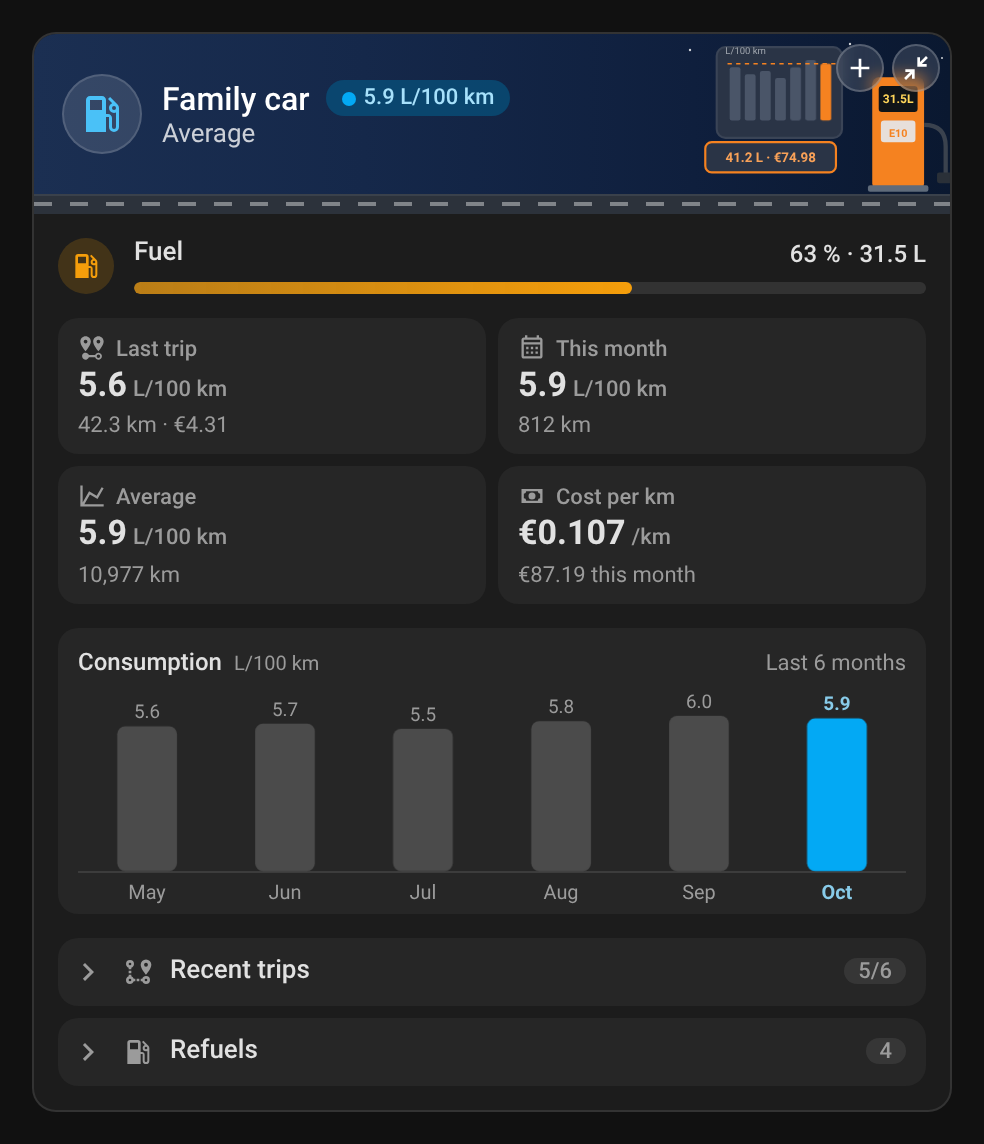 Family car
5.9 L/100 km
Average
L/100 km
41.2 L · €74.98
31.5L
E10
Fuel
63 % · 31.5 L
Last trip
5.6 L/100 km
42.3 km · €4.31
This month
5.9 L/100 km
812 km
Average
5.9 L/100 km
10,977 km
Cost per km
€0.107 /km
€87.19 this month
Consumption L/100 km
Last 6 months
5.6 5.7 5.5 5.8 6.0 5.9
May Jun Jul Aug Sep Oct
Recent trips
5/6
Refuels
4